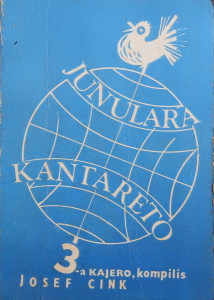 JUNULARA
KANTARETO
3-a KAJERO, kompilis
JOSEF CINK